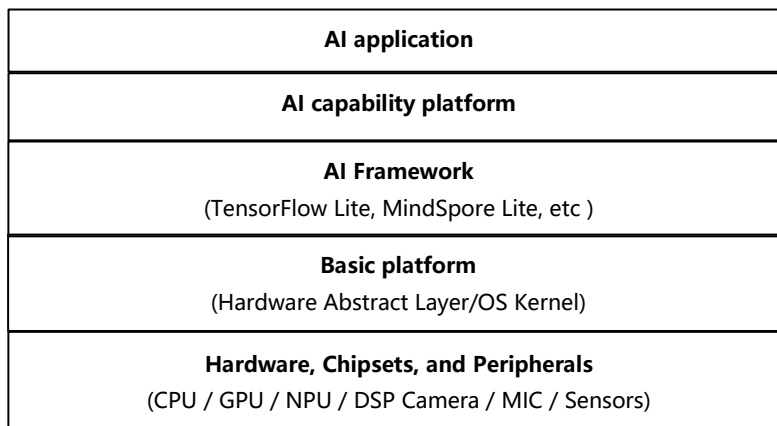 AI application
AI capability platform
AI Framework
(TensorFlow Lite, MindSpore Lite, etc )
Basic platform
(Hardware Abstract Layer/OS Kernel)
Hardware, Chipsets, and Peripherals
(CPU / GPU / NPU / DSP Camera / MIC / Sensors)